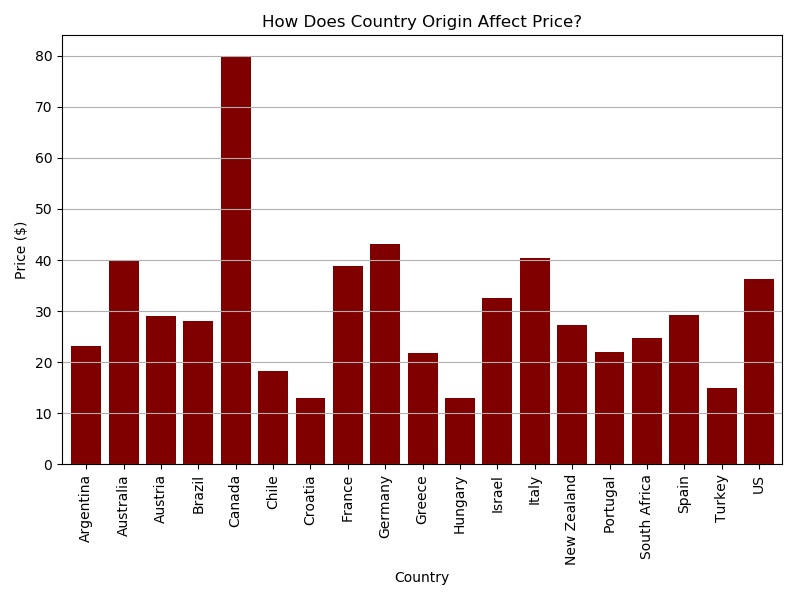 How Does Country Origin Affect Price?
Price ($)
80
70
60
50
40
30
20
10
0
Argentina
Australia
Austria
Brazil
Canada
Chile
Croatia
France
Germany
Greece
Hungary
Israel
Italy
New Zealand
Portugal
South Africa
Spain
Turkey
US
Country